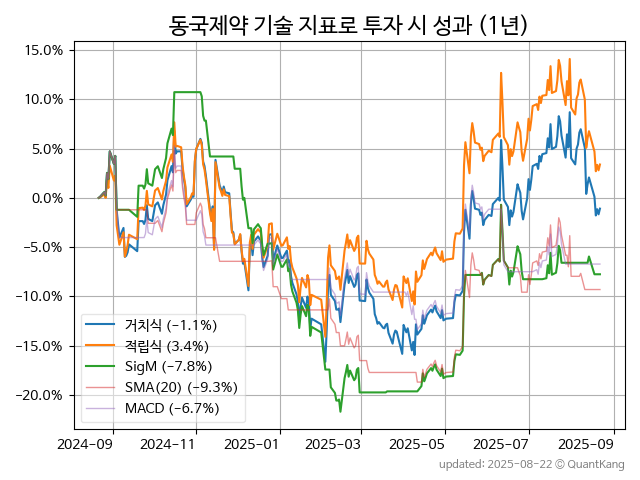 동국제약 기술 지표로 투자 시 성과 (1년)
15.0%
10.0%
5.0%
0.0%
−5.0%
−10.0%
−15.0%
−20.0%
거치식 (−1.1%)
적립식 (3.4%)
SigM (−7.8%)
SMA(20) (−9.3%)
MACD (−6.7%)
2024-09 2024-11 2025-01 2025-03 2025-05 2025-07 2025-09
updated: 2025-08-22 © QuantKang